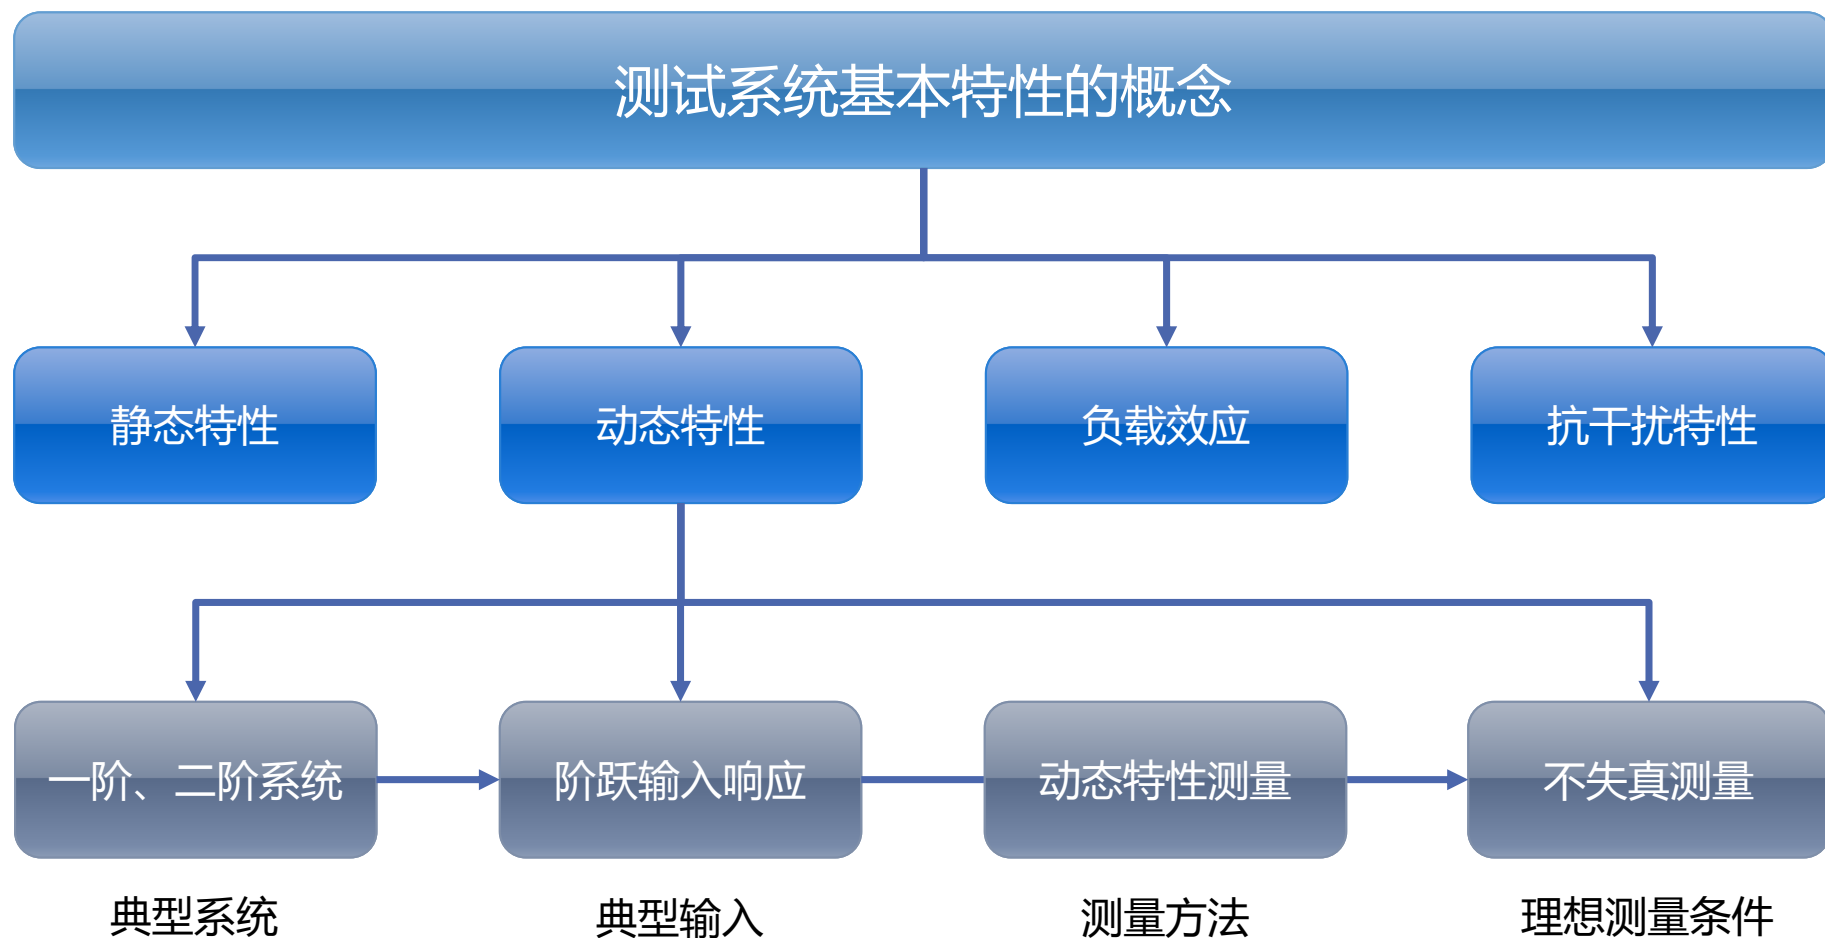 测试系统基本特性的概念
静态特性
动态特性
负载效应
抗干扰特性
一阶、二阶系统
阶跃输入响应
动态特性测量
不失真测量
典型系统
典型输入
测量方法
理想测量条件